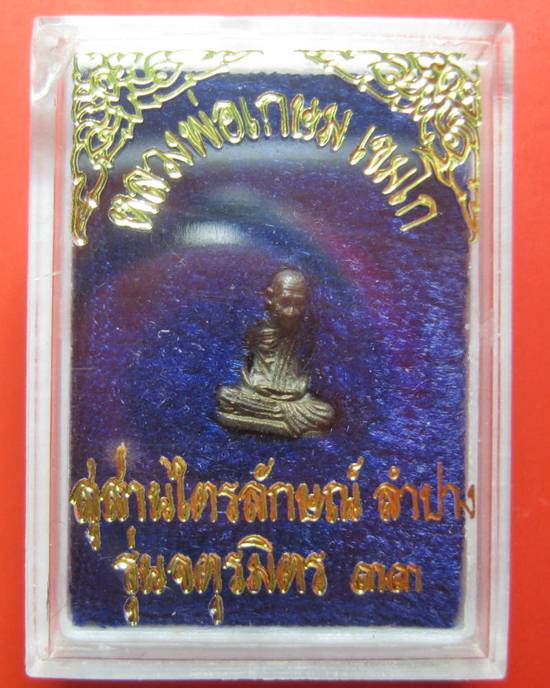 หลวงพ่อเกษม เขมโก
สุสานไตรลักษณ์ ลำปาง
รุ่นจตุรมิตร